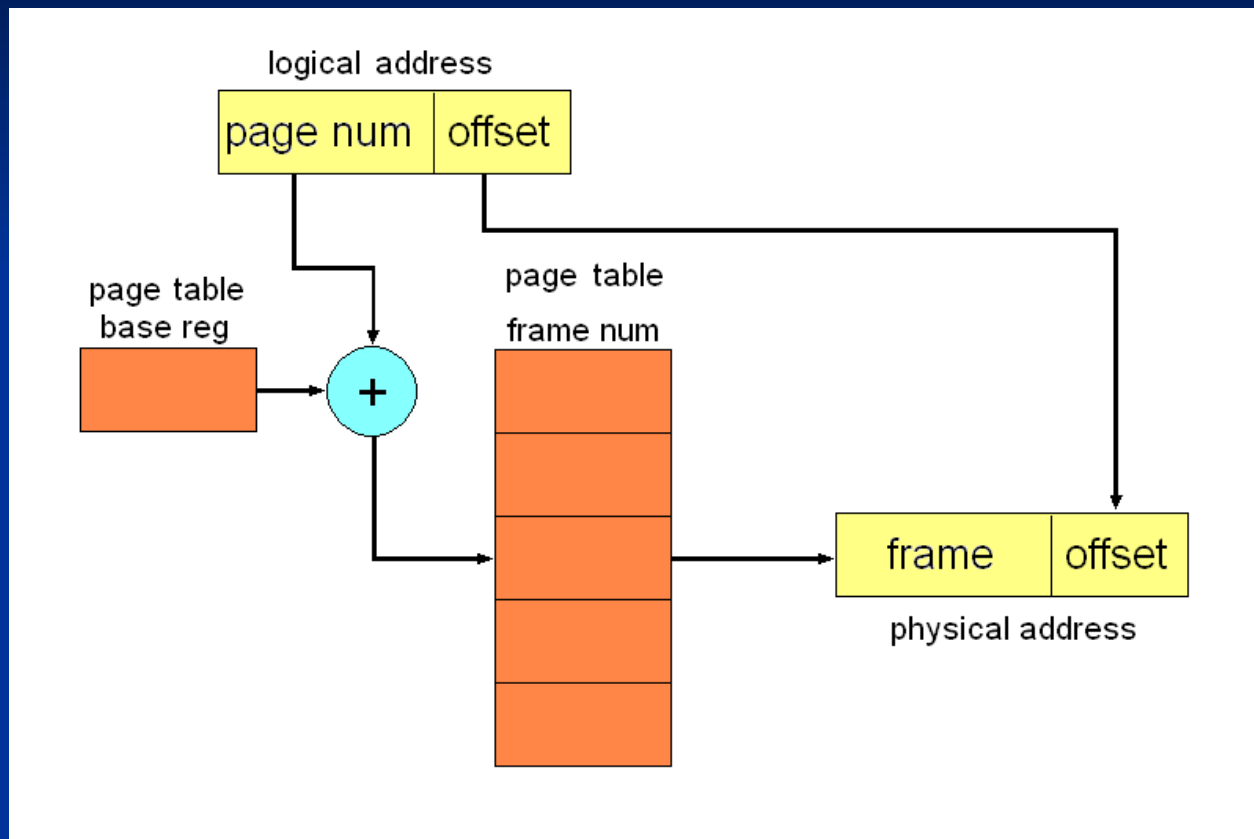 logical address
page num
offset
page table
base reg
+
page table
frame num
frame
offset
physical address